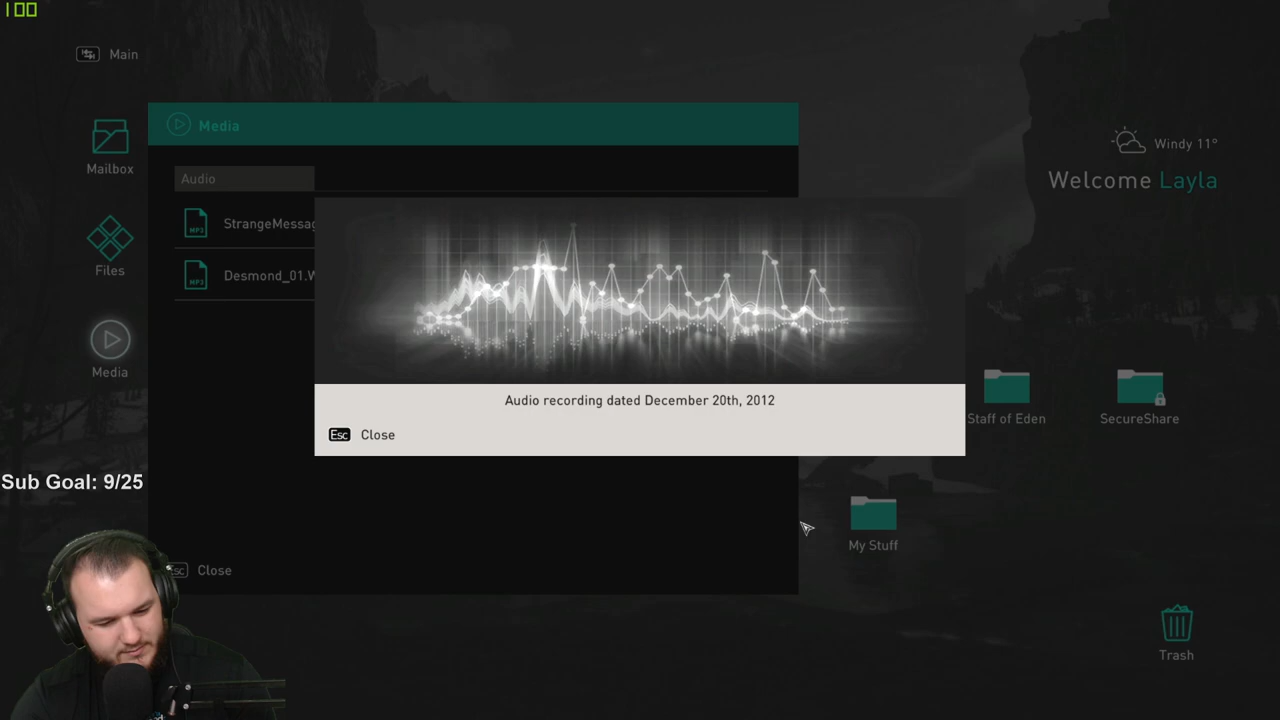 100
Main
Media
Mailbox
Audio
Windy 11°
Welcome Layla
StrangeMessag
Files
Desmond_01.W
Media
Audio recording dated December 20th, 2012
Staff of Eden
SecureShare
Esc Close
Sub Goal: 9/25
My Stuff
Esc Close
Trash